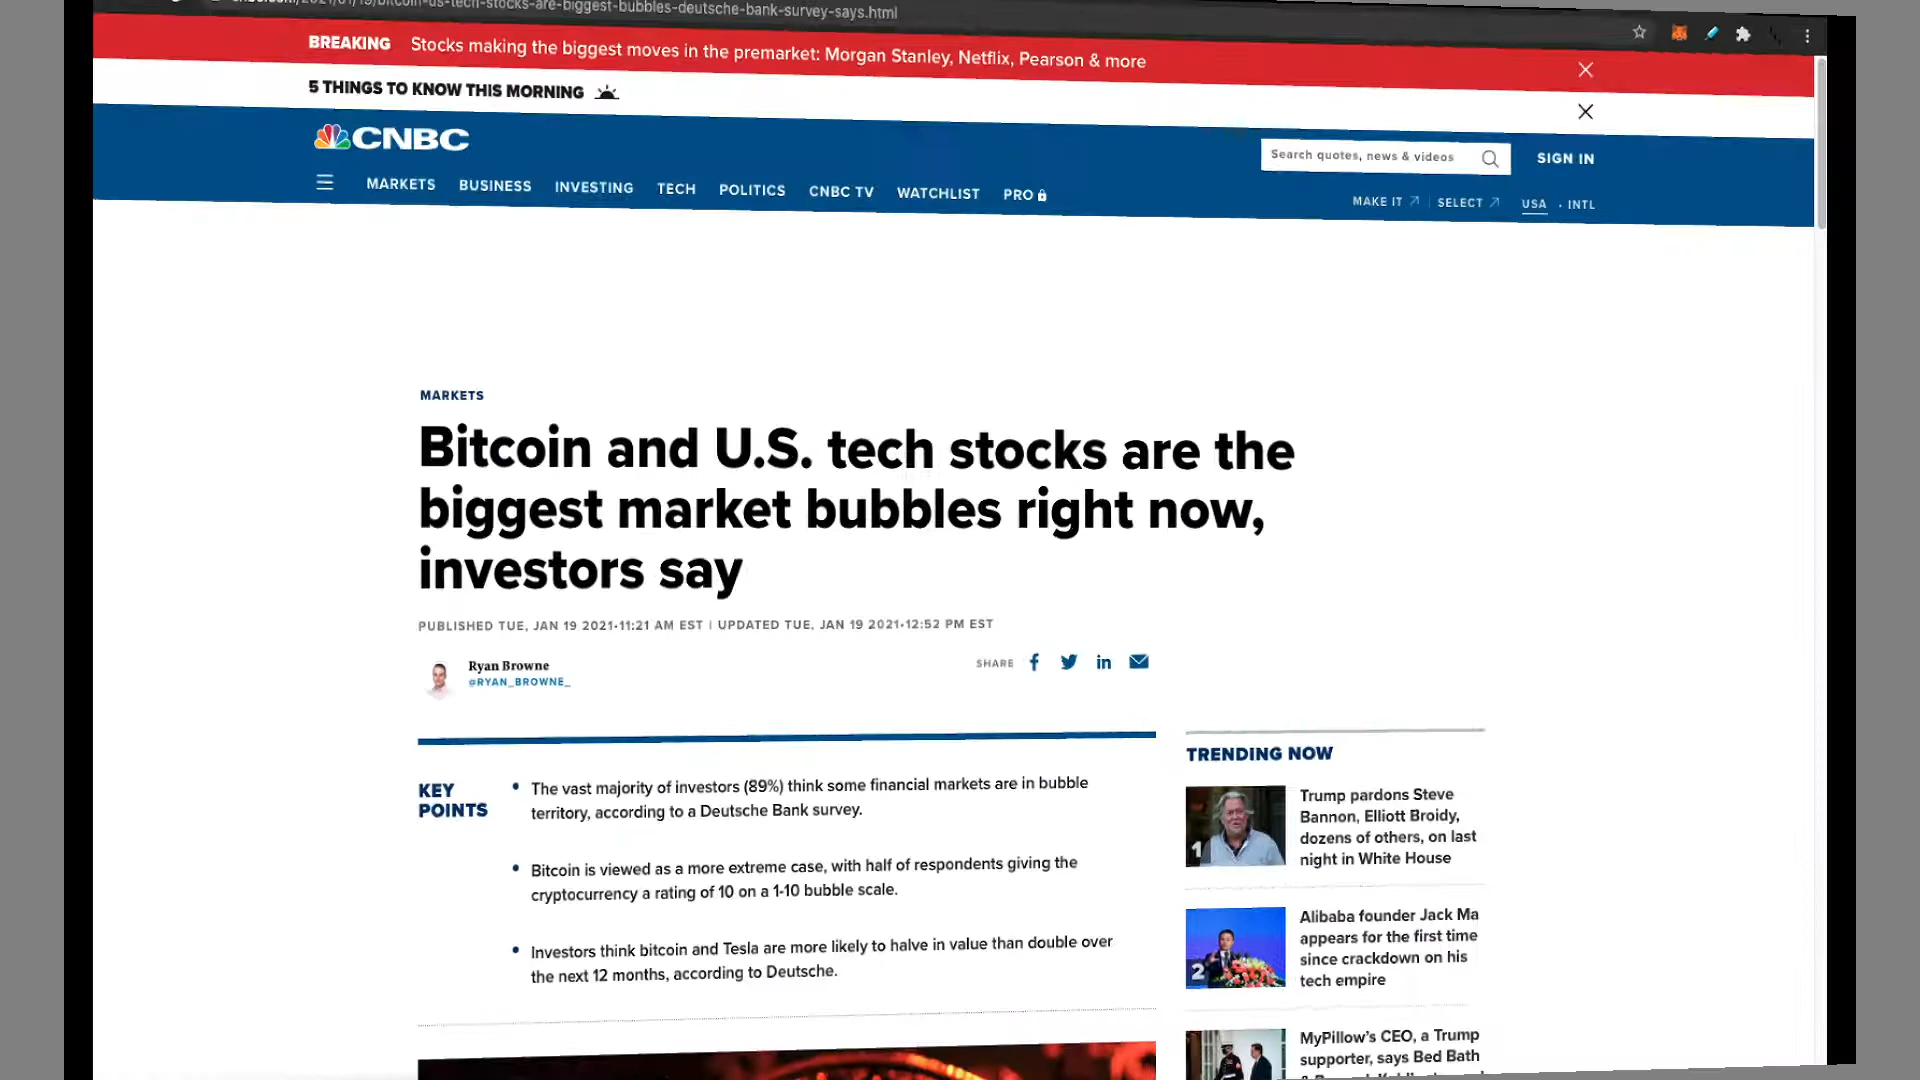 /2021/01/19/bitcoin-us-tech-stocks-are-biggest-bubbles-deutsche-bank-survey-says.html
BREAKING Stocks making the biggest moves in the premarket: Morgan Stanley, Netflix, Pearson & more
5 THINGS TO KNOW THIS MORNING
CNBC
Search quotes, news & videos
SIGN IN
MARKETS BUSINESS INVESTING TECH POLITICS CNBC TV WATCHLIST PRO
MAKE IT SELECT USA · INTL
MARKETS
Bitcoin and U.S. tech stocks are the
biggest market bubbles right now,
investors say
PUBLISHED TUE, JAN 19 2021•11:21 AM EST | UPDATED TUE, JAN 19 2021•12:52 PM EST
Ryan Browne
@RYAN_BROWNE_
SHARE
KEY
POINTS
• The vast majority of investors (89%) think some financial markets are in bubble
territory, according to a Deutsche Bank survey.
• Bitcoin is viewed as a more extreme case, with half of respondents giving the
cryptocurrency a rating of 10 on a 1-10 bubble scale.
• Investors think bitcoin and Tesla are more likely to halve in value than double over
the next 12 months, according to Deutsche.
TRENDING NOW
1
Trump pardons Steve
Bannon, Elliott Broidy,
dozens of others, on last
night in White House
2
Alibaba founder Jack Ma
appears for the first time
since crackdown on his
tech empire
MyPillow's CEO, a Trump
supporter, says Bed Bath